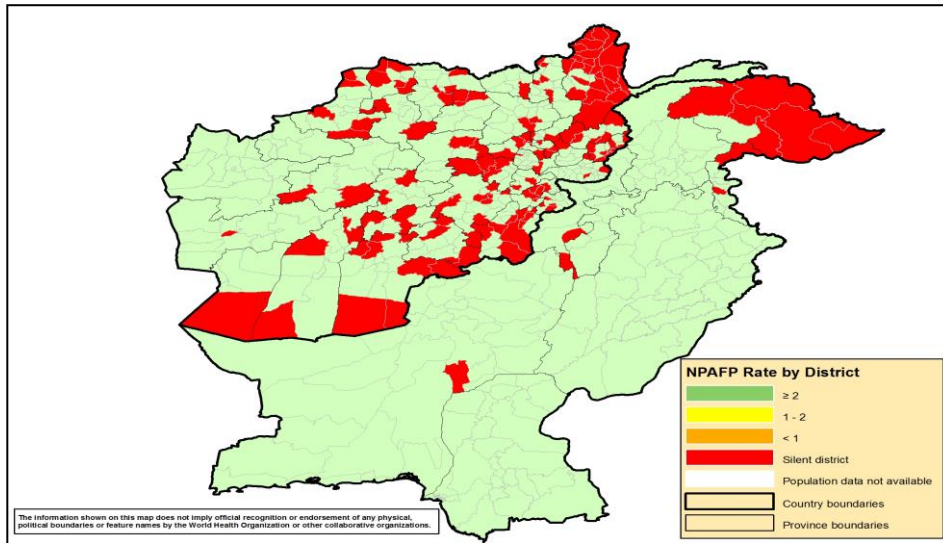 NPAFP Rate by District
≥ 2
1 - 2
< 1
Silent district
Population data not available
Country boundaries
Province boundaries
The information shown on this map does not imply official recognition or endorsement of any physical,
political boundaries or feature names by the World Health Organization or other collaborative organizations.